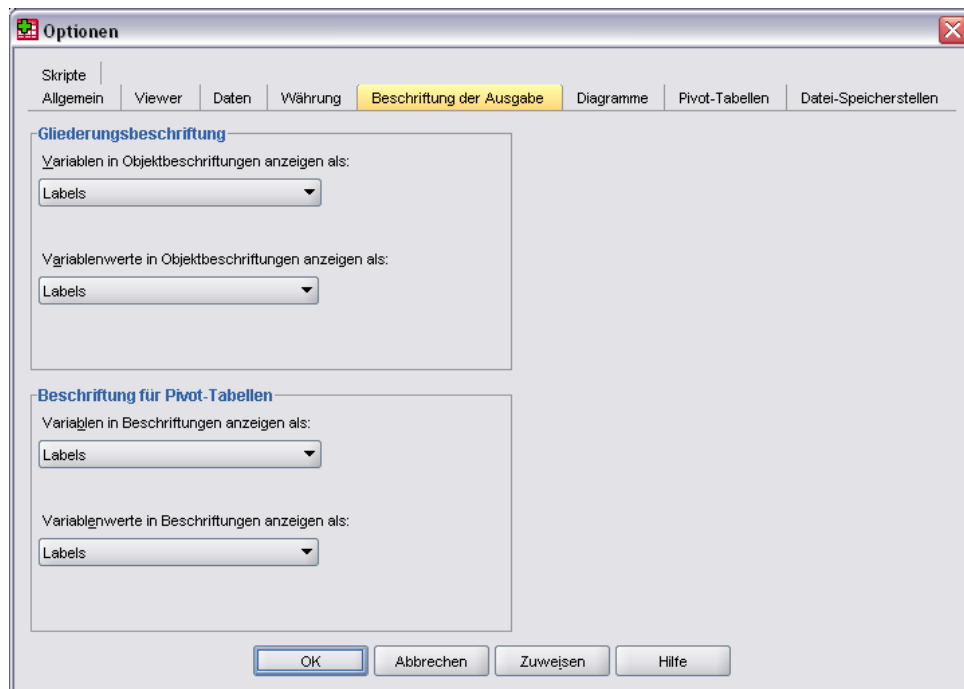 Optionen
Skripte
Allgemein Viewer Daten Währung Beschriftung der Ausgabe Diagramme Pivot-Tabellen Datei-Speicherstellen
Gliederungsbeschriftung
Variablen in Objektbeschriftungen anzeigen als:
Labels
Variablenwerte in Objektbeschriftungen anzeigen als:
Labels
Beschriftung für Pivot-Tabellen
Variablen in Beschriftungen anzeigen als:
Labels
Variablenwerte in Beschriftungen anzeigen als:
Labels
OK Abbrechen Zuweisen Hilfe